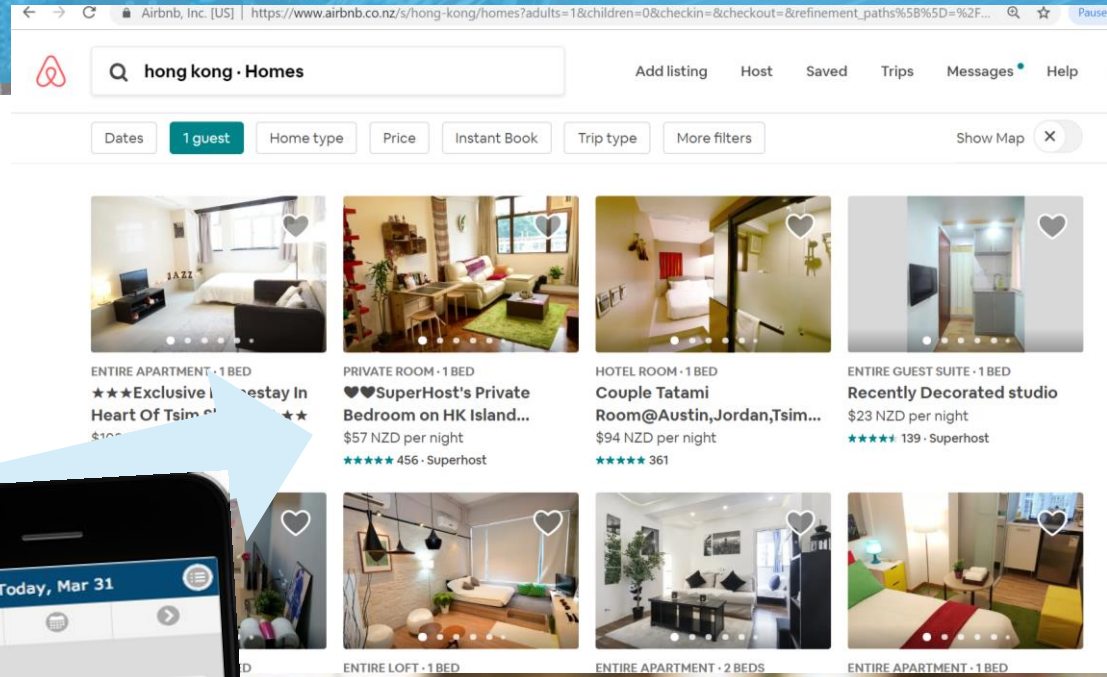 Airbnb, Inc. [US] | https://www.airbnb.co.nz/s/hong-kong/homes?adults=1&children=0&checkin=&checkout=&refinement_paths%5B%5D=%2F...
Pause
hong kong · Homes
Add listing Host Saved Trips Messages Help
Dates 1 guest Home type Price Instant Book Trip type More filters Show Map
JAZZ
ENTIRE APARTMENT · 1 BED
★★★Exclusive
Heart Of Tsim ★★
PRIVATE ROOM · 1 BED
♥♥SuperHost's Private
Bedroom on HK Island...
$57 NZD per night
★★★★★ 456 · Superhost
HOTEL ROOM · 1 BED
Couple Tatami
Room@Austin,Jordan,Tsim...
$94 NZD per night
★★★★★ 361
ENTIRE GUEST SUITE · 1 BED
Recently Decorated studio
$23 NZD per night
139 · Superhost
Today, Mar 31
ENTIRE LOFT · 1 BED
ENTIRE APARTMENT · 2 BEDS
ENTIRE APARTMENT · 1 BED